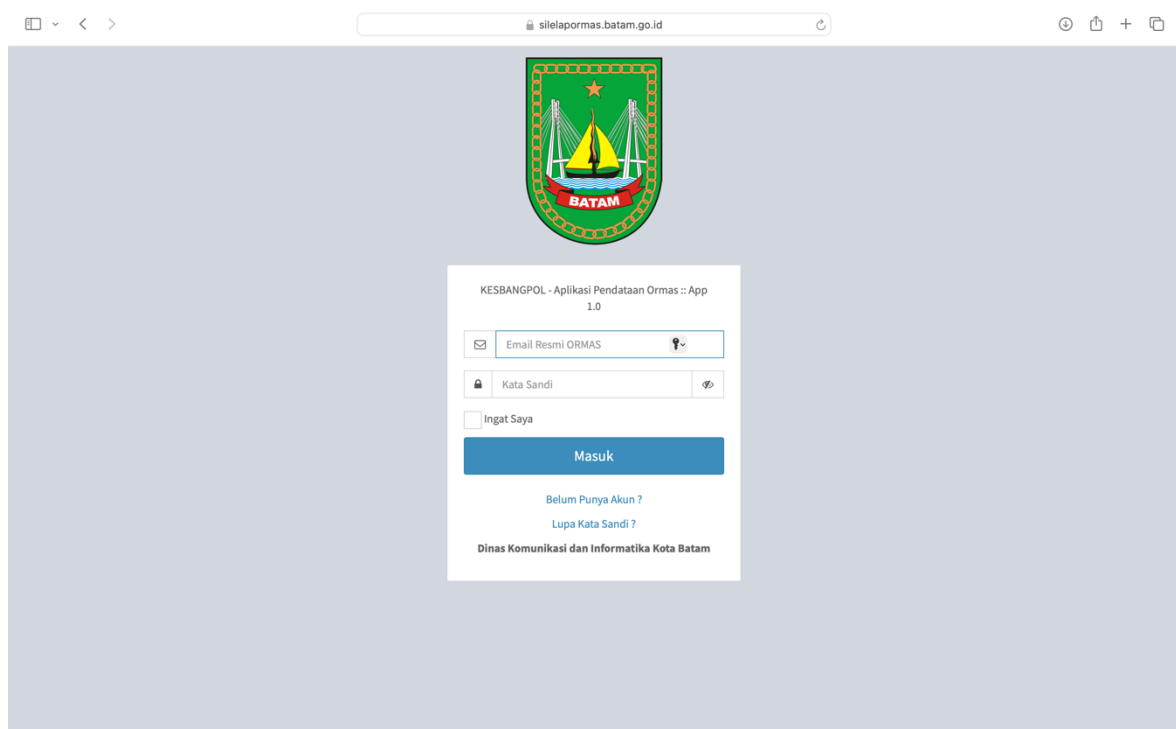 silelapormas.batam.go.id
BATAM
KESBANGPOL - Aplikasi Pendataan Ormas :: App
1.0
Email Resmi ORMAS
Kata Sandi
Ingat Saya
Masuk
Belum Punya Akun ?
Lupa Kata Sandi ?
Dinas Komunikasi dan Informatika Kota Batam